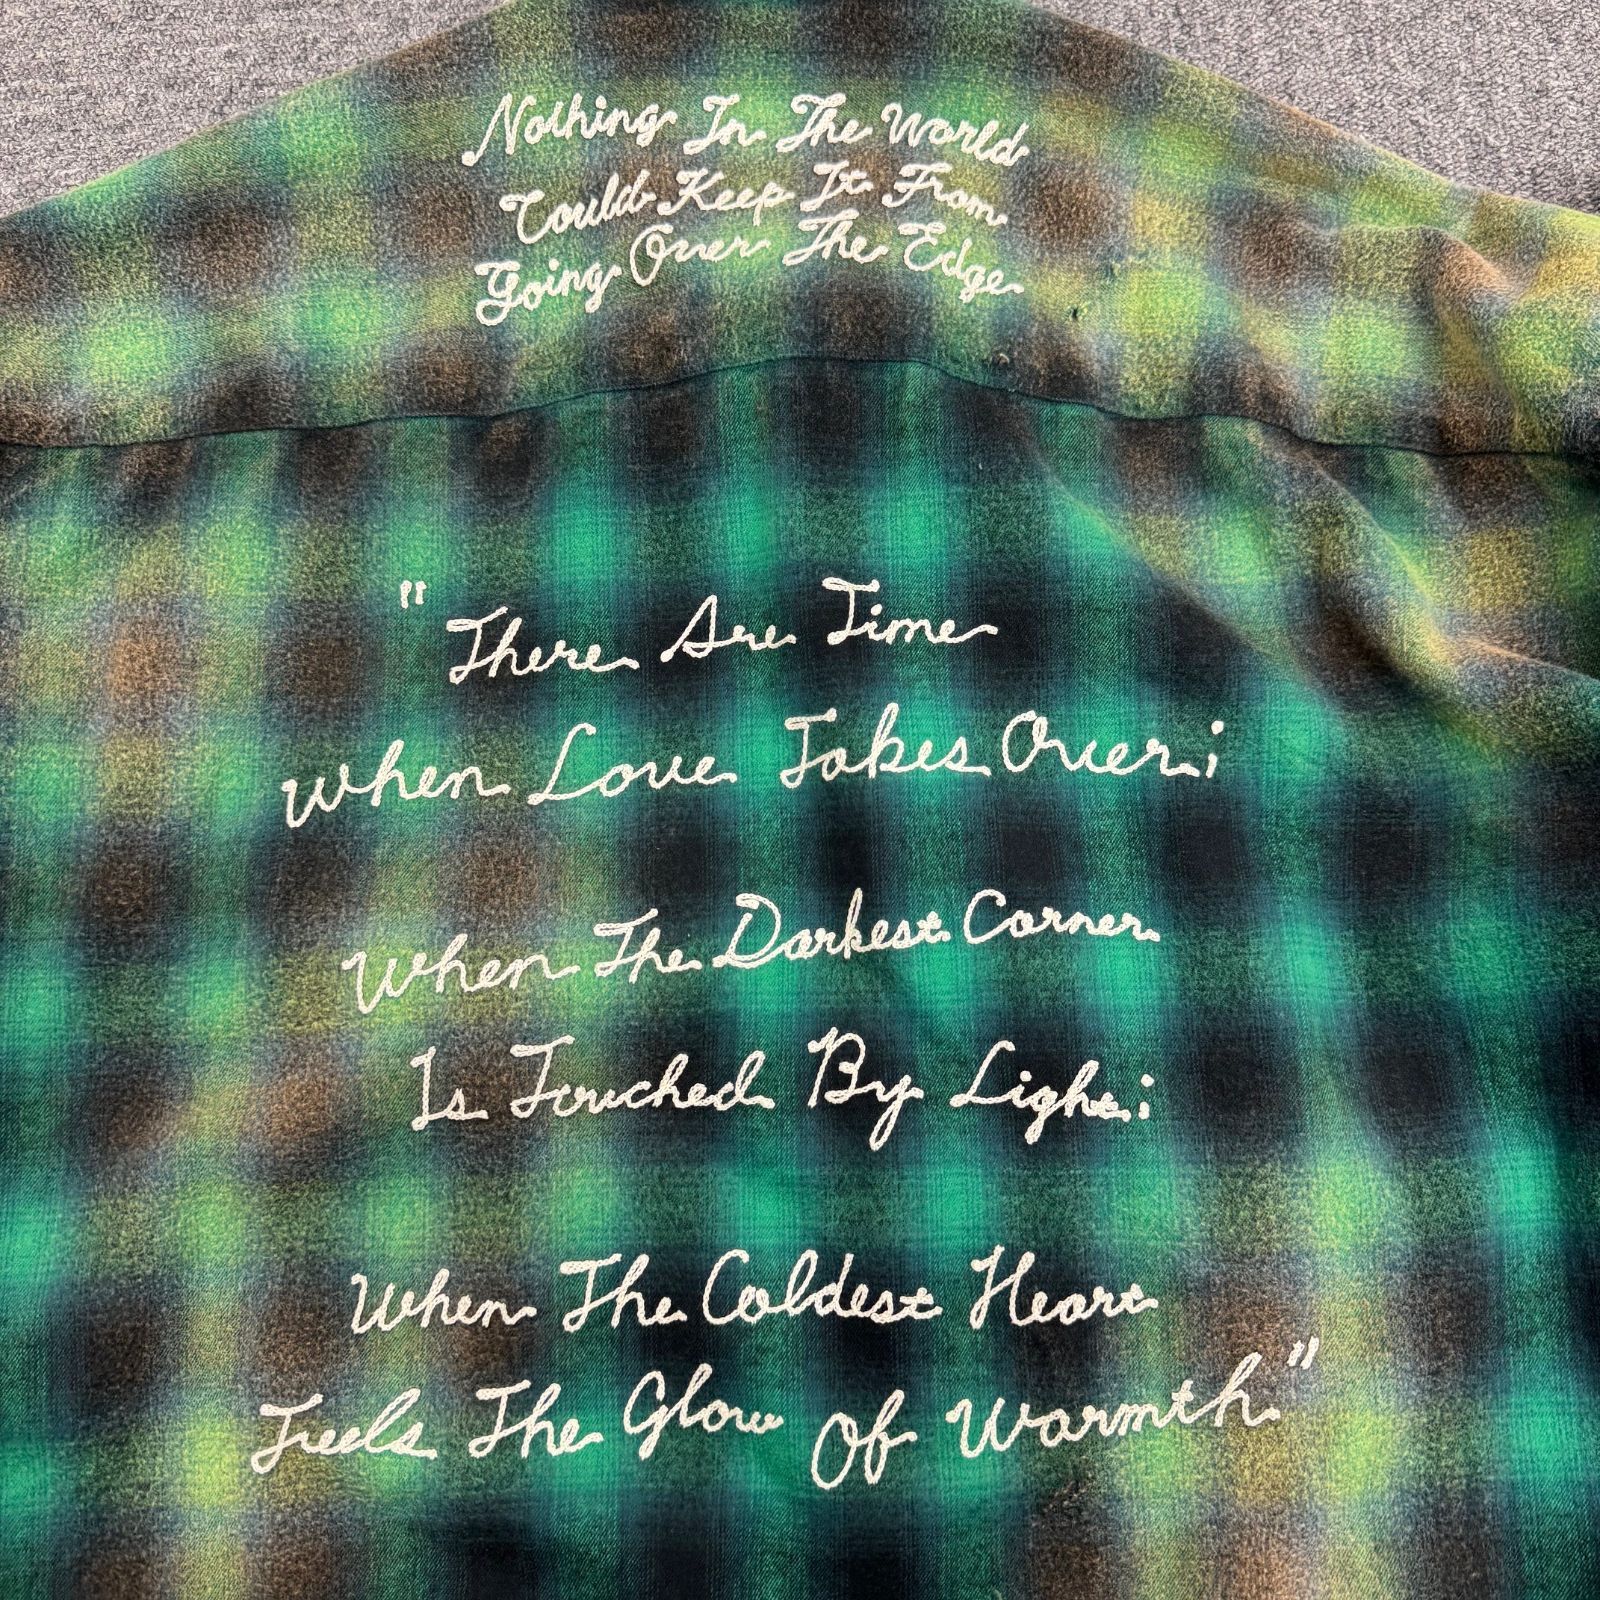 Nothing In The World
Could Keep It From
Going Over The Edge
"There Are Time
When Love Takes Over;
When The Darkest Corner
Is Touched By Light;
When The Coldest Heart
Feels The Glow Of Warmth"